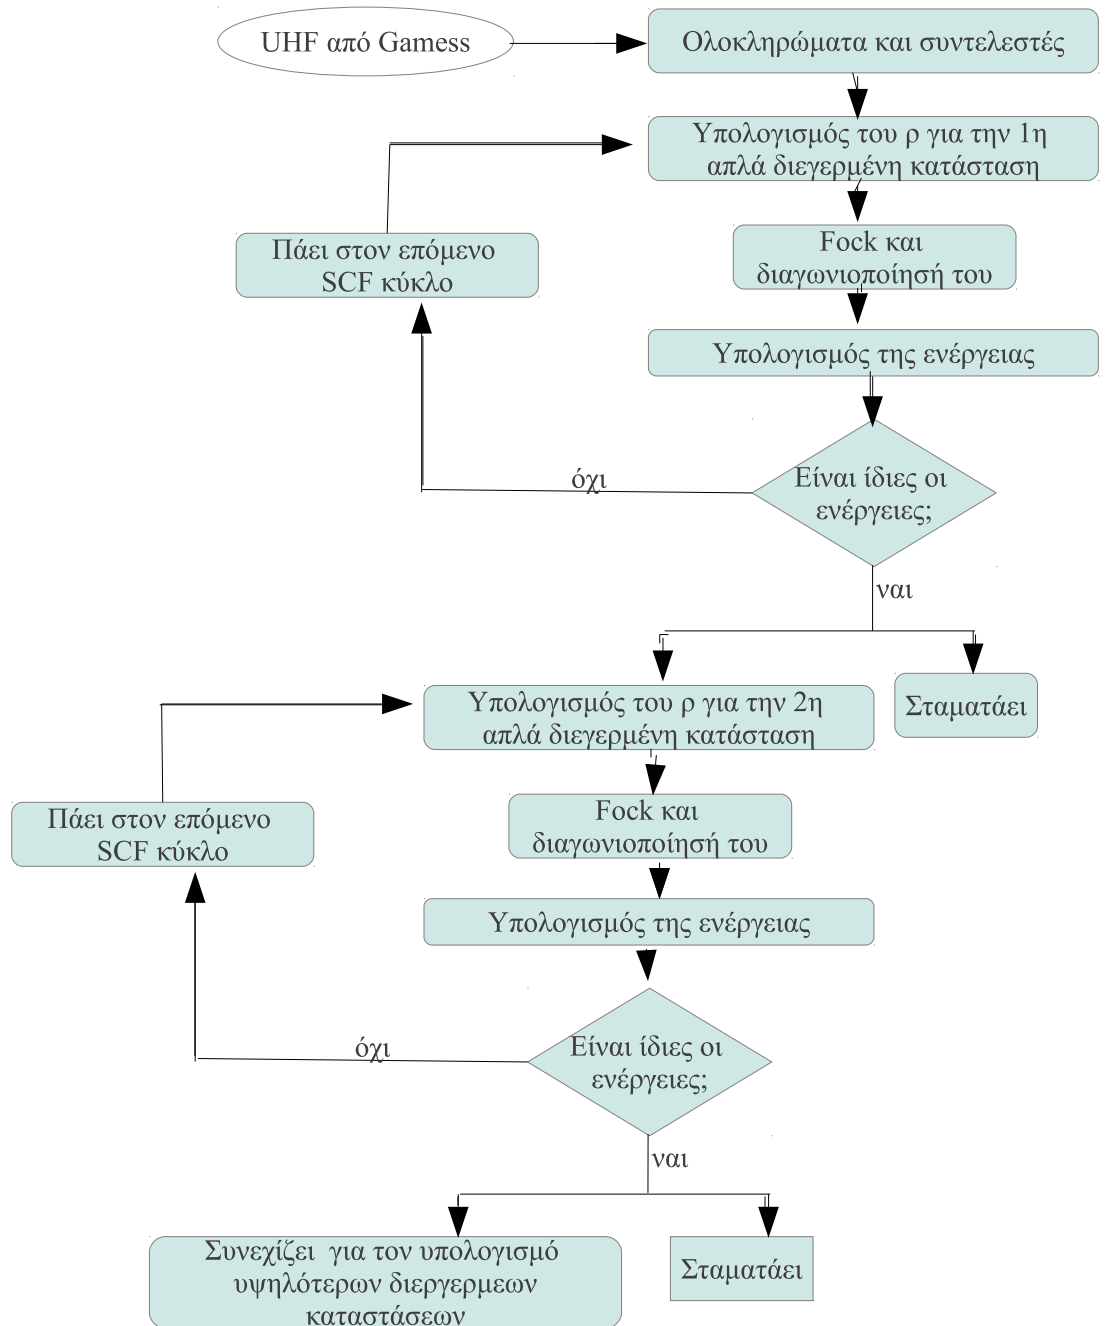 UHF από Gamess
Ολοκληρώματα και συντελεστές
Υπολογισμός του ρ για την 1η
απλά διεγερμένη κατάσταση
Πάει στον επόμενο
SCF κύκλο
Fock και
διαγωνιοποίησή του
Υπολογισμός της ενέργειας
όχι
Είναι ίδιες οι
ενέργειες;
ναι
Υπολογισμός του ρ για την 2η
απλά διεγερμένη κατάσταση
Σταματάει
Πάει στον επόμενο
SCF κύκλο
Fock και
διαγωνιοποίησή του
Υπολογισμός της ενέργειας
όχι
Είναι ίδιες οι
ενέργειες;
ναι
Συνεχίζει για τον υπολογισμό
υψηλότερων διεργερμεων
καταστάσεων
Σταματάει